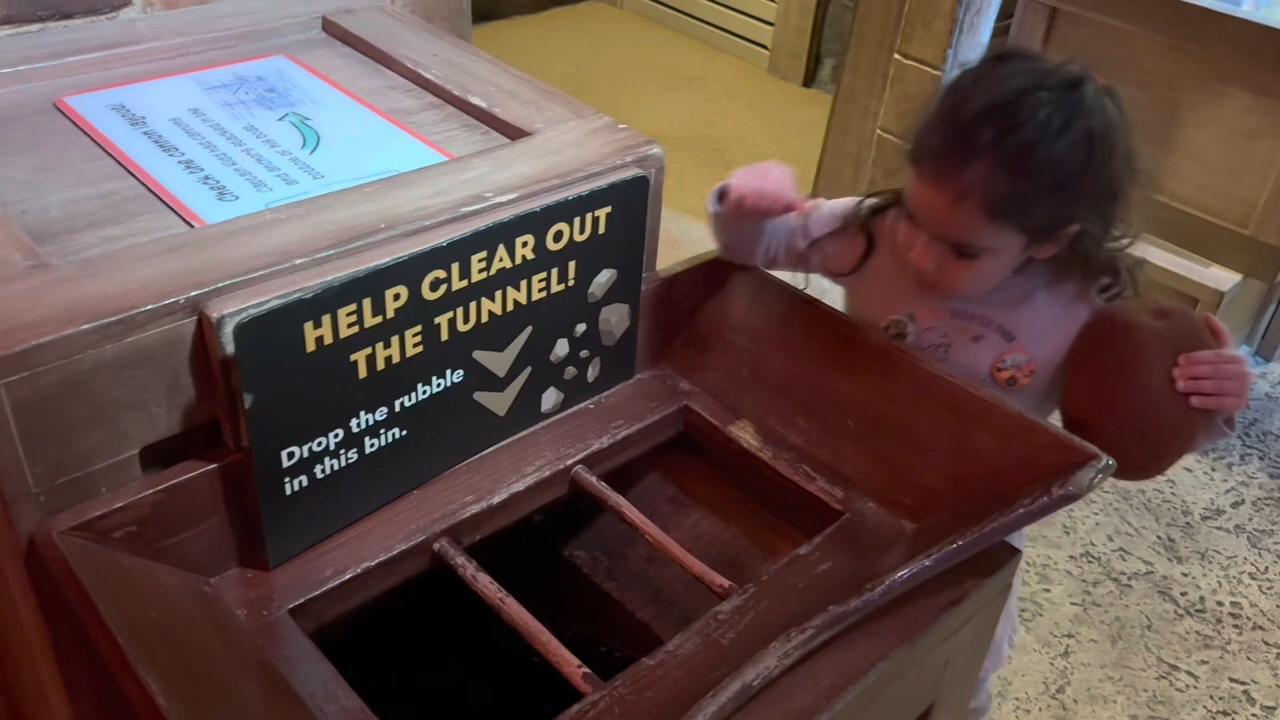 HELP CLEAR OUT
THE TUNNEL!
Drop the rubble
in this bin.
Check the cannon layout!